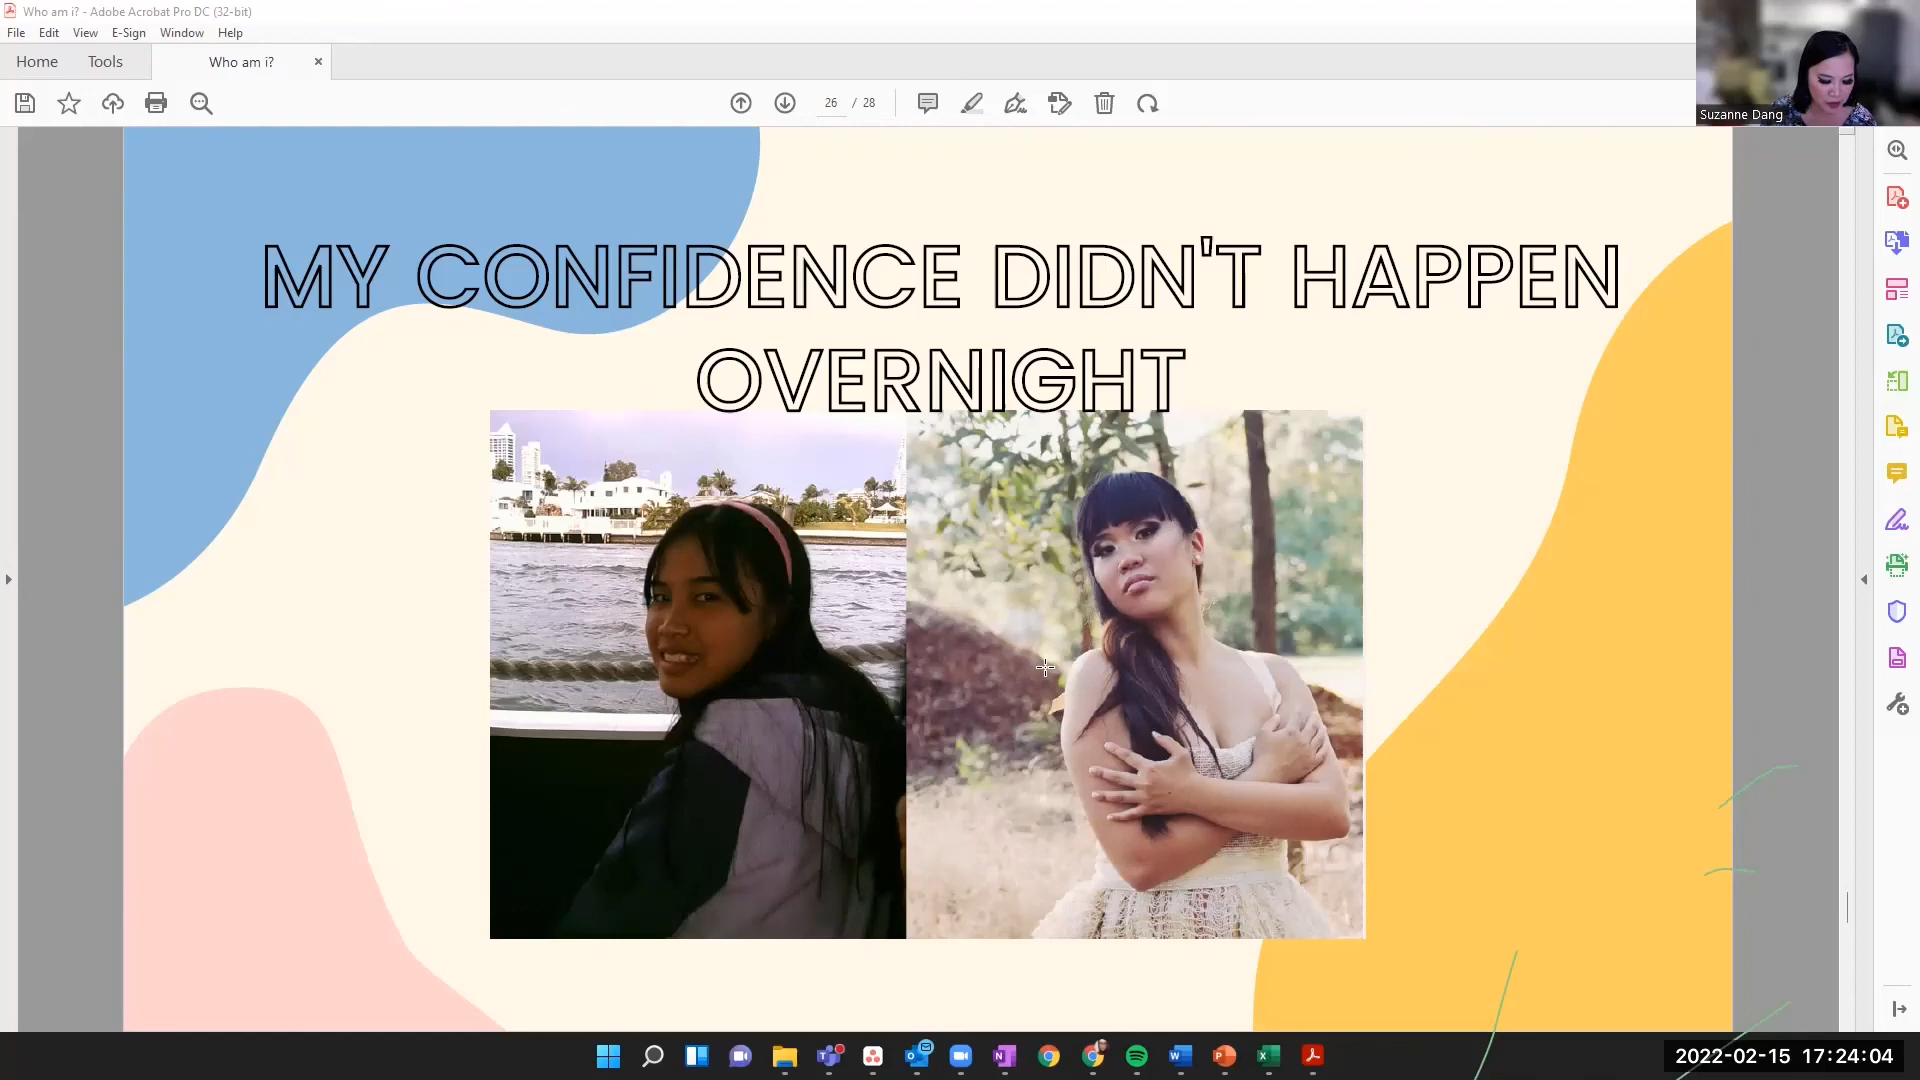 Who am i? - Adobe Acrobat Pro DC (32-bit)
File Edit View E-Sign Window Help
Home Tools Who am i? ×
26 / 28
Suzanne Dang
MY CONFIDENCE DIDN'T HAPPEN
OVERNIGHT
2022-02-15 17:24:04